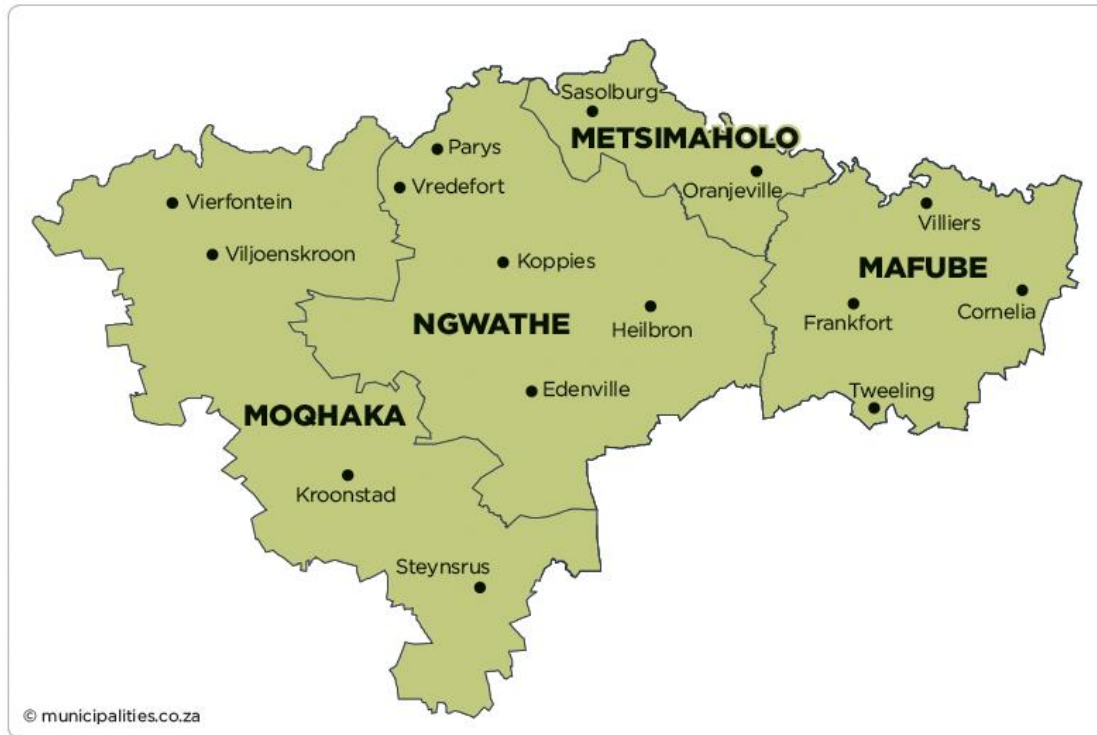 Sasolburg
METSIMAHOLO
Parys
Oranjeville
Vredefort
Vierfontein
Villiers
Viljoenskroon
Koppies
MAFUBE
Cornelia
Frankfort
NGWATHE
Heilbron
Edenville
Tweeling
MOQHAKA
Kroonstad
Steynsrus
© municipalities.co.za